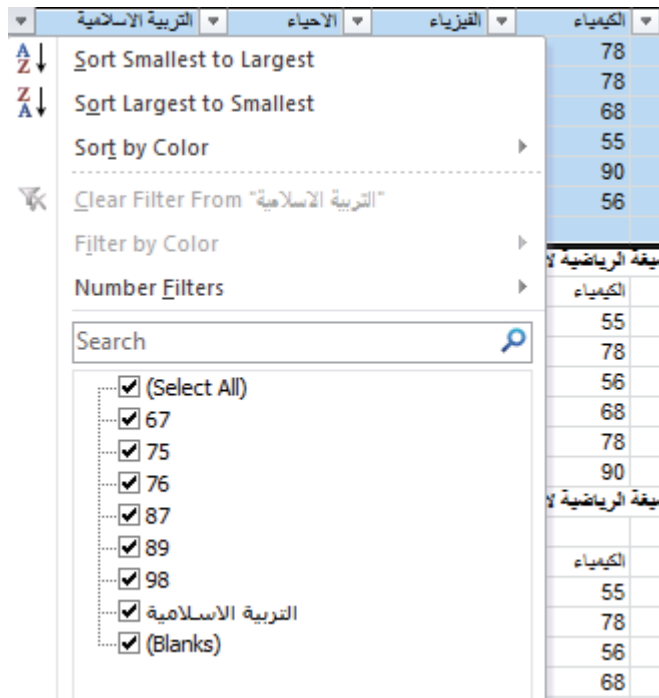 الكيمياء الفيزياء الاحياء التربية الاسلامية
78
78
68
55
90
56
Sort Smallest to Largest
Sort Largest to Smallest
Sort by Color
Clear Filter From "التربية الاسلامية"
Filter by Color
Number Filters
Search
(Select All)
67
75
76
87
89
98
التربية الاسلامية
(Blanks)
الرياضية
الكيمياء
55
78
56
68
78
90
الرياضية
الكيمياء
55
78
56
68